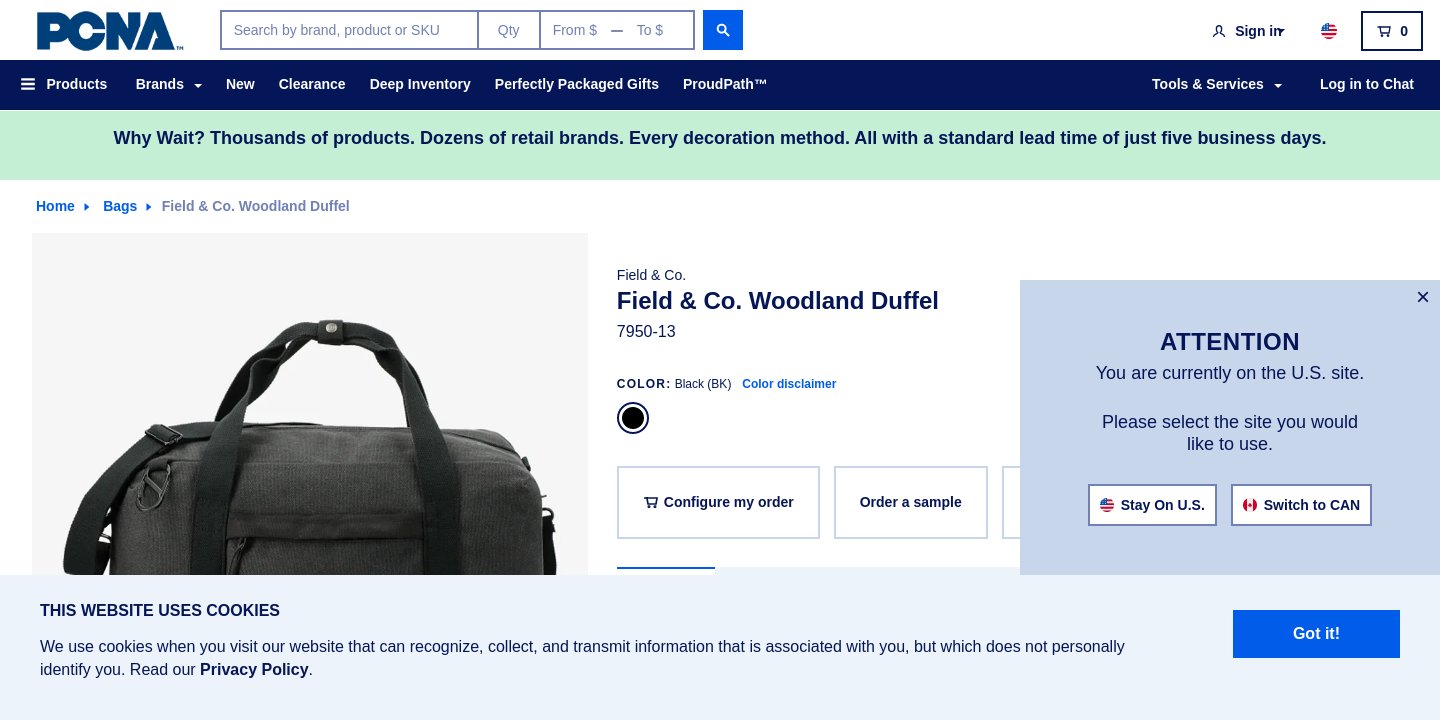 PCNA™
Search by brand, product or SKU
Qty
From $ — To $
Sign in
0
Products
Brands
New
Clearance
Deep Inventory
Perfectly Packaged Gifts
ProudPath™
Tools & Services
Log in to Chat
Why Wait? Thousands of products. Dozens of retail brands. Every decoration method. All with a standard lead time of just five business days.
Home
Bags
Field & Co. Woodland Duffel
Field & Co.
Field & Co. Woodland Duffel
7950-13
COLOR: Black (BK) Color disclaimer
Configure my order
Order a sample
×
ATTENTION
You are currently on the U.S. site.
Please select the site you would
like to use.
Stay On U.S.
Switch to CAN
THIS WEBSITE USES COOKIES
We use cookies when you visit our website that can recognize, collect, and transmit information that is associated with you, but which does not personally
identify you. Read our Privacy Policy.
Got it!